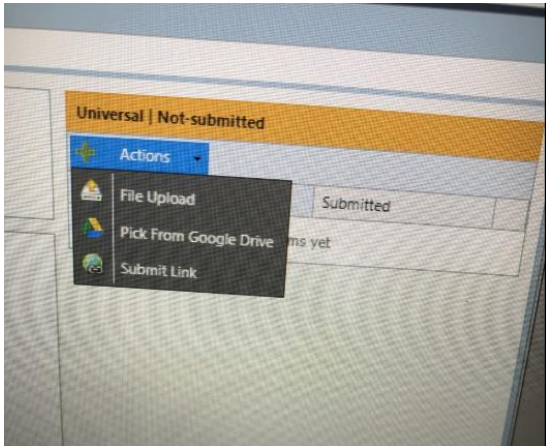 Universal | Not-submitted
Actions
File Upload
Submitted
Pick From Google Drive
ms yet
Submit Link